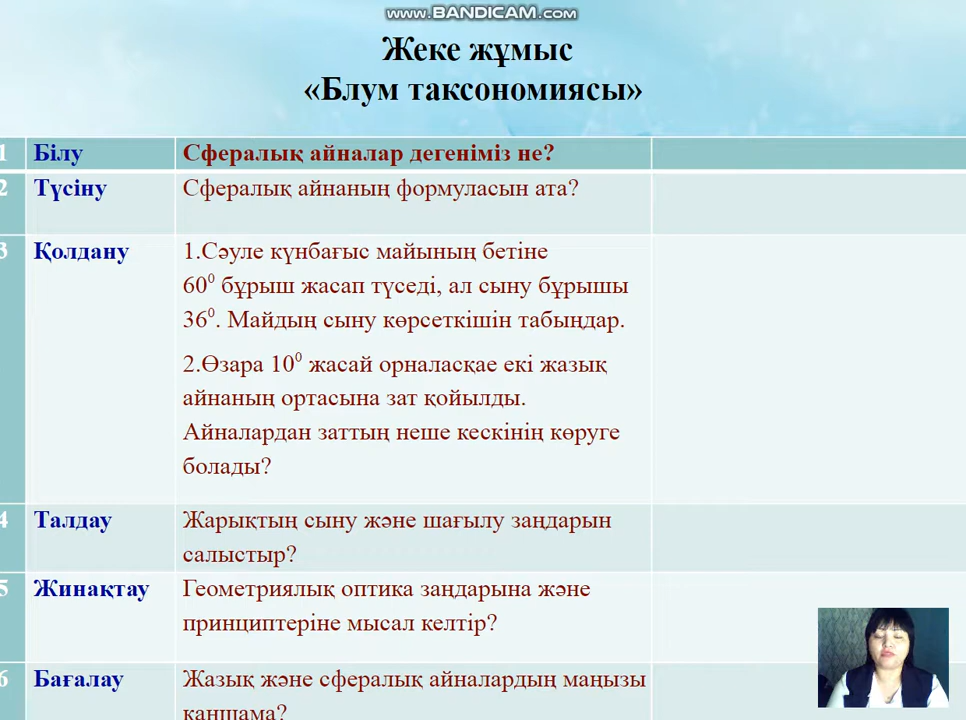 www.BANDICAM.com
Жеке жұмыс
«Блум таксономиясы»
1 Білу Сфералық айналар дегеніміз не?
2 Түсіну Сфералық айнаның формуласын ата?
3 Қолдану 1.Сәуле күнбағыс майының бетіне
60⁰ бұрыш жасап түседі, ал сыну бұрышы
36⁰. Майдың сыну көрсеткішін табыңдар.
2.Өзара 10⁰ жасай орналасқае екі жазық
айнаның ортасына зат қойылды.
Айналардан заттың неше кескінің көруге
болады?
4 Талдау Жарықтың сыну және шағылу заңдарын
салыстыр?
5 Жинақтау Геометриялық оптика заңдарына және
принциптеріне мысал келтір?
6 Бағалау Жазық және сфералық айналардың маңызы
қаншама?